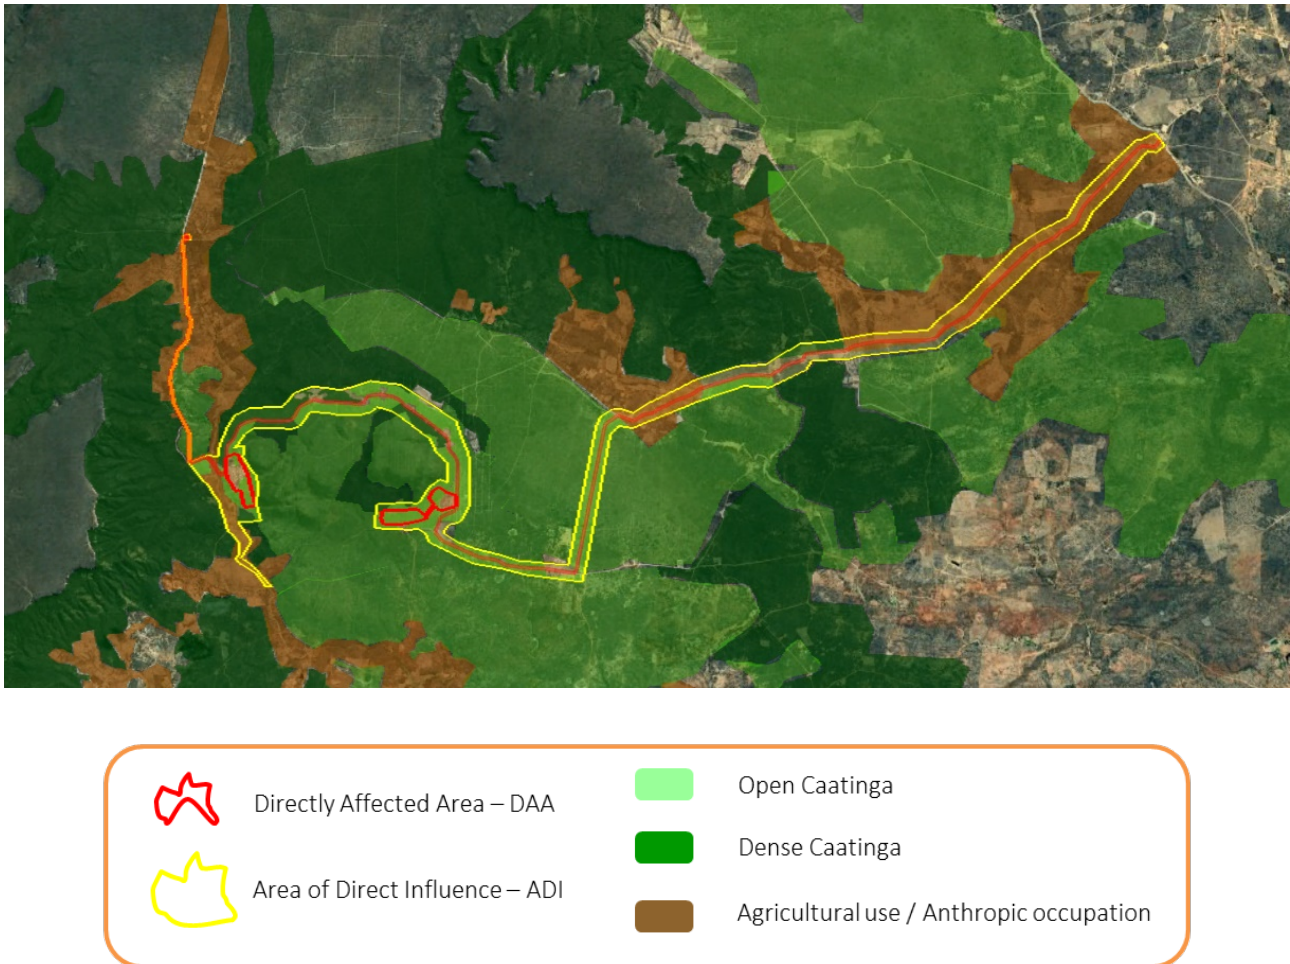 Directly Affected Area – DAA
Area of Direct Influence – ADI
Open Caatinga
Dense Caatinga
Agricultural use / Anthropic occupation